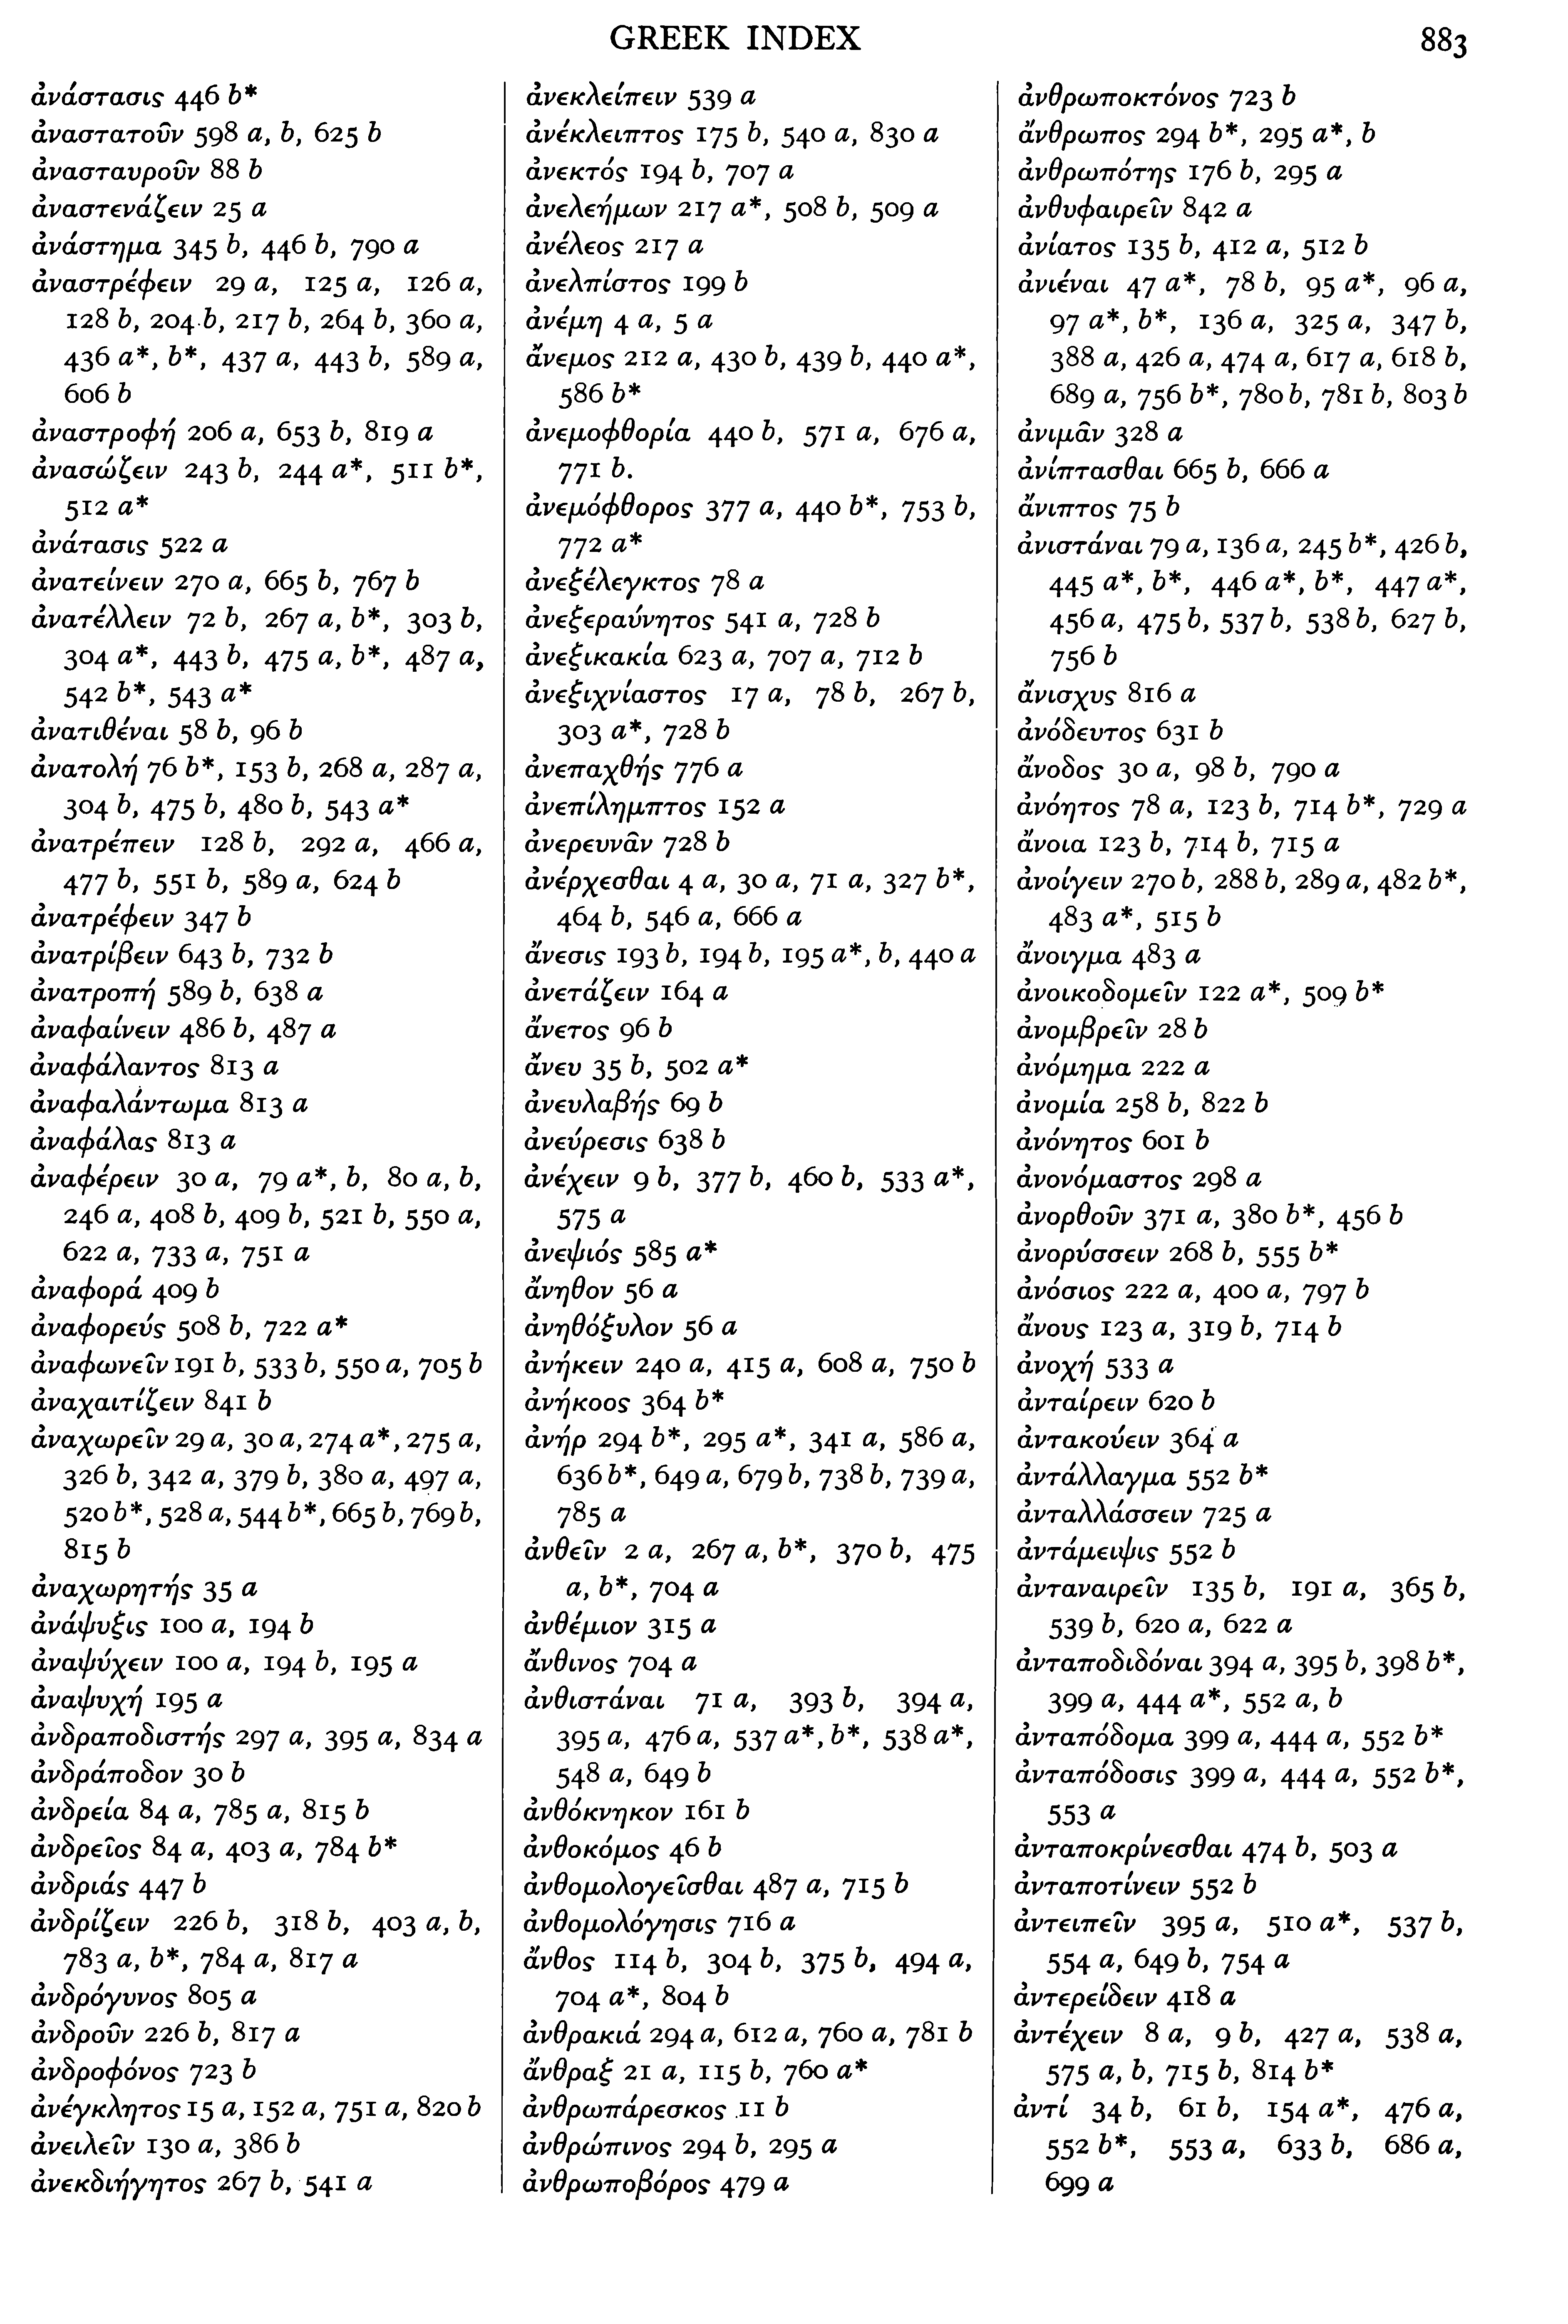 GREEK INDEX 883
ἀνάστασις 446 b*
ἀναστατοῦν 598 a, b, 625 b
ἀνασταυροῦν 88 b
ἀναστενάζειν 25 a
ἀνάστημα 345 b, 446 b, 790 a
ἀναστρέφειν 29 a, 125 a, 126 a,
128 b, 204 b, 217 b, 264 b, 360 a,
436 a*, b*, 437 a, 443 b, 589 a,
606 b
ἀναστροφή 206 a, 653 b, 819 a
ἀνασώζειν 243 b, 244 a*, 511 b*,
512 a*
ἀνάτασις 522 a
ἀνατείνειν 270 a, 665 b, 767 b
ἀνατέλλειν 72 b, 267 a, b*, 303 b,
304 a*, 443 b, 475 a, b*, 487 a,
542 b*, 543 a*
ἀνατιθέναι 58 b, 96 b
ἀνατολή 76 b*, 153 b, 268 a, 287 a,
304 b, 475 b, 480 b, 543 a*
ἀνατρέπειν 128 b, 292 a, 466 a,
477 b, 551 b, 589 a, 624 b
ἀνατρέφειν 347 b
ἀνατρίβειν 643 b, 732 b
ἀνατροπή 589 b, 638 a
ἀναφαίνειν 486 b, 487 a
ἀναφάλαντος 813 a
ἀναφαλάντωμα 813 a
ἀναφάλας 813 a
ἀναφέρειν 30 a, 79 a*, b, 80 a, b,
246 a, 408 b, 409 b, 521 b, 550 a,
622 a, 733 a, 751 a
ἀναφορά 409 b
ἀναφορεύς 508 b, 722 a*
ἀναφωνεῖν 191 b, 533 b, 550 a, 705 b
ἀναχαιτίζειν 841 b
ἀναχωρεῖν 29 a, 30 a, 274 a*, 275 a,
326 b, 342 a, 379 b, 380 a, 497 a,
520 b*, 528 a, 544 b*, 665 b, 769 b,
815 b
ἀναχωρητής 35 a
ἀνάψυξις 100 a, 194 b
ἀναψύχειν 100 a, 194 b, 195 a
ἀναψυχή 195 a
ἀνδραποδιστής 297 a, 395 a, 834 a
ἀνδράποδον 30 b
ἀνδρεία 84 a, 785 a, 815 b
ἀνδρεῖος 84 a, 403 a, 784 b*
ἀνδριάς 447 b
ἀνδρίζειν 226 b, 318 b, 403 a, b,
783 a, b*, 784 a, 817 a
ἀνδρόγυνος 805 a
ἀνδροῦν 226 b, 817 a
ἀνδροφόνος 723 b
ἀνέγκλητος 15 a, 152 a, 751 a, 820 b
ἀνειλεῖν 130 a, 386 b
ἀνεκδιήγητος 267 b, 541 a
ἀνεκλείπειν 539 a
ἀνέκλειπτος 175 b, 540 a, 830 a
ἀνεκτός 194 b, 707 a
ἀνελεήμων 217 a*, 508 b, 509 a
ἀνέλεος 217 a
ἀνελπίστος 199 b
ἀνέμη 4 a, 5 a
ἄνεμος 212 a, 430 b, 439 b, 440 a*,
586 b*
ἀνεμοφθορία 440 b, 571 a, 676 a,
771 b.
ἀνεμόφθορος 377 a, 440 b*, 753 b,
772 a*
ἀνεξέλεγκτος 78 a
ἀνεξεραύνητος 541 a, 728 b
ἀνεξικακία 623 a, 707 a, 712 b
ἀνεξιχνίαστος 17 a, 78 b, 267 b,
303 a*, 728 b
ἀνεπαχθής 776 a
ἀνεπίλημπτος 152 a
ἀνερευνᾶν 728 b
ἀνέρχεσθαι 4 a, 30 a, 71 a, 327 b*,
464 b, 546 a, 666 a
ἄνεσις 193 b, 194 b, 195 a*, b, 440 a
ἀνετάζειν 164 a
ἄνετος 96 b
ἄνευ 35 b, 502 a*
ἀνευλαβής 69 b
ἀνεύρεσις 638 b
ἀνέχειν 9 b, 377 b, 460 b, 533 a*,
575 a
ἀνεψιός 585 a*
ἄνηθον 56 a
ἀνηθόξυλον 56 a
ἀνήκειν 240 a, 415 a, 608 a, 750 b
ἀνήκοος 364 b*
ἀνήρ 294 b*, 295 a*, 341 a, 586 a,
636 b*, 649 a, 679 b, 738 b, 739 a,
785 a
ἀνθεῖν 2 a, 267 a, b*, 370 b, 475
a, b*, 704 a
ἀνθέμιον 315 a
ἄνθινος 704 a
ἀνθιστάναι 71 a, 393 b, 394 a,
395 a, 476 a, 537 a*, b*, 538 a*,
548 a, 649 b
ἀνθόκνηκον 161 b
ἀνθοκόμος 46 b
ἀνθομολογεῖσθαι 487 a, 715 b
ἀνθομολόγησις 716 a
ἄνθος 114 b, 304 b, 375 b, 494 a,
704 a*, 804 b
ἀνθρακιά 294 a, 612 a, 760 a, 781 b
ἄνθραξ 21 a, 115 b, 760 a*
ἀνθρωπάρεσκος 11 b
ἀνθρώπινος 294 b, 295 a
ἀνθρωποβόρος 479 a
ἀνθρωποκτόνος 723 b
ἄνθρωπος 294 b*, 295 a*, b
ἀνθρωπότης 176 b, 295 a
ἀνθυφαιρεῖν 842 a
ἀνίατος 135 b, 412 a, 512 b
ἀνιέναι 47 a*, 78 b, 95 a*, 96 a,
97 a*, b*, 136 a, 325 a, 347 b,
388 a, 426 a, 474 a, 617 a, 618 b,
689 a, 756 b*, 780 b, 781 b, 803 b
ἀνιμᾶν 328 a
ἀνίπτασθαι 665 b, 666 a
ἄνιπτος 75 b
ἀνιστάναι 79 a, 136 a, 245 b*, 426 b,
445 a*, b*, 446 a*, b*, 447 a*,
456 a, 475 b, 537 b, 538 b, 627 b,
756 b
ἄνισχυς 816 a
ἀνόδευτος 631 b
ἄνοδος 30 a, 98 b, 790 a
ἀνόητος 78 a, 123 b, 714 b*, 729 a
ἄνοια 123 b, 714 b, 715 a
ἀνοίγειν 270 b, 288 b, 289 a, 482 b*,
483 a*, 515 b
ἄνοιγμα 483 a
ἀνοικοδομεῖν 122 a*, 509 b*
ἀνομβρεῖν 28 b
ἀνόμημα 222 a
ἀνομία 258 b, 822 b
ἀνόνητος 601 b
ἀνονόμαστος 298 a
ἀνορθοῦν 371 a, 380 b*, 456 b
ἀνορύσσειν 268 b, 555 b*
ἀνόσιος 222 a, 400 a, 797 b
ἄνους 123 a, 319 b, 714 b
ἀνοχή 533 a
ἀνταίρειν 620 b
ἀντακούειν 364 a
ἀντάλλαγμα 552 b*
ἀνταλλάσσειν 725 a
ἀντάμειψις 552 b
ἀνταναιρεῖν 135 b, 191 a, 365 b,
539 b, 620 a, 622 a
ἀνταποδιδόναι 394 a, 395 b, 398 b*,
399 a, 444 a*, 552 a, b
ἀνταπόδομα 399 a, 444 a, 552 b*
ἀνταπόδοσις 399 a, 444 a, 552 b*,
553 a
ἀνταποκρίνεσθαι 474 b, 503 a
ἀνταποτίνειν 552 b
ἀντειπεῖν 395 a, 510 a*, 537 b,
554 a, 649 b, 754 a
ἀντερείδειν 418 a
ἀντέχειν 8 a, 9 b, 427 a, 538 a,
575 a, b, 715 b, 814 b*
ἀντί 34 b, 61 b, 154 a*, 476 a,
552 b*, 553 a, 633 b, 686 a,
699 a